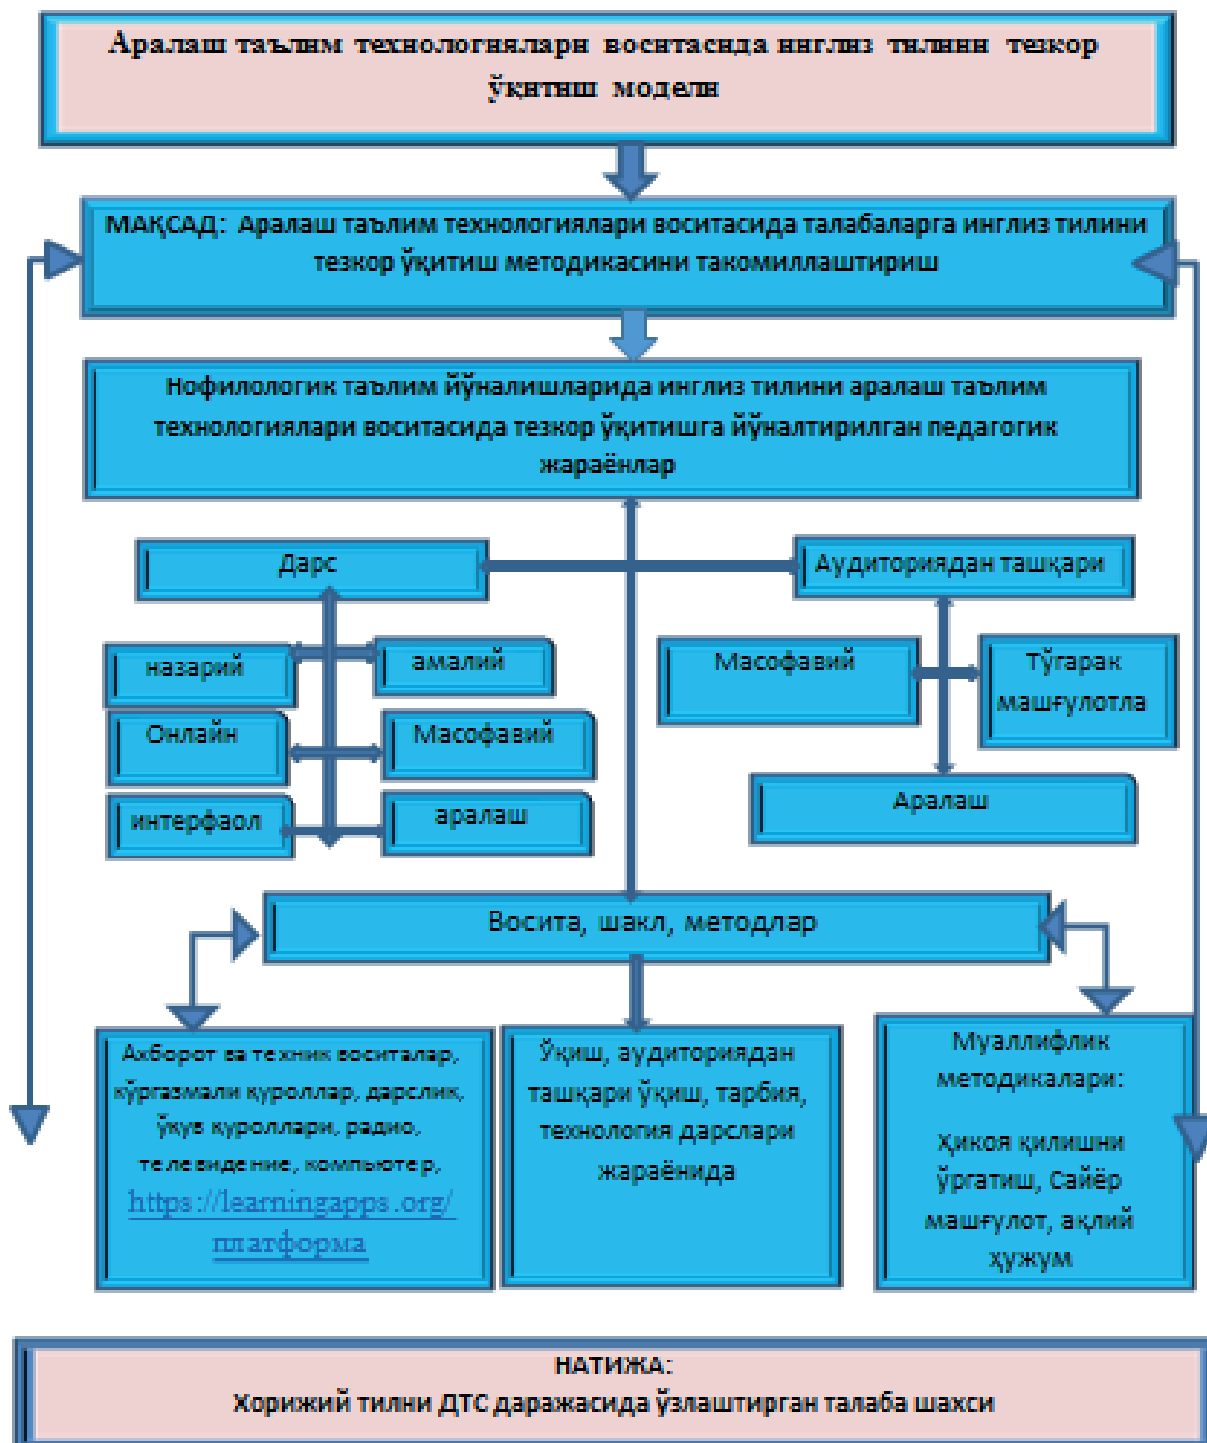 Аралаш таълим технологиялари воситасида инглиз тилини тезкор
ўқитиш модели
МАҚСАД: Аралаш таълим технологиялари воситасида талабаларга инглиз тилини
тезкор ўқитиш методикасини такомиллаштириш
Нофилологик таълим йўналишларида инглиз тилини аралаш таълим
технологиялари воситасида тезкор ўқитишга йўналтирилган педагогик
жараёнлар
Дарс
Аудиториядан ташқари
назарий
амалий
Онлайн
Масофавий
интерфаол
аралаш
Масофавий
Тўгарак
машғулотла
Аралаш
Восита, шакл, методлар
Ахборот ва техник воситалар,
кўргазмали қуроллар, дарслик,
ўқув қуроллари, радио,
телевидение, компьютер,
https://learningapps.org/
платформа
Ўқиш, аудиториядан
ташқари ўқиш, тарбия,
технология дарслари
жараёнида
Муаллифлик
методикалари:
Ҳикоя қилишни
ўргатиш, Сайёр
машғулот, ақлий
ҳужум
НАТИЖА:
Хорижий тилни ДТС даражасида ўзлаштирган талаба шахси